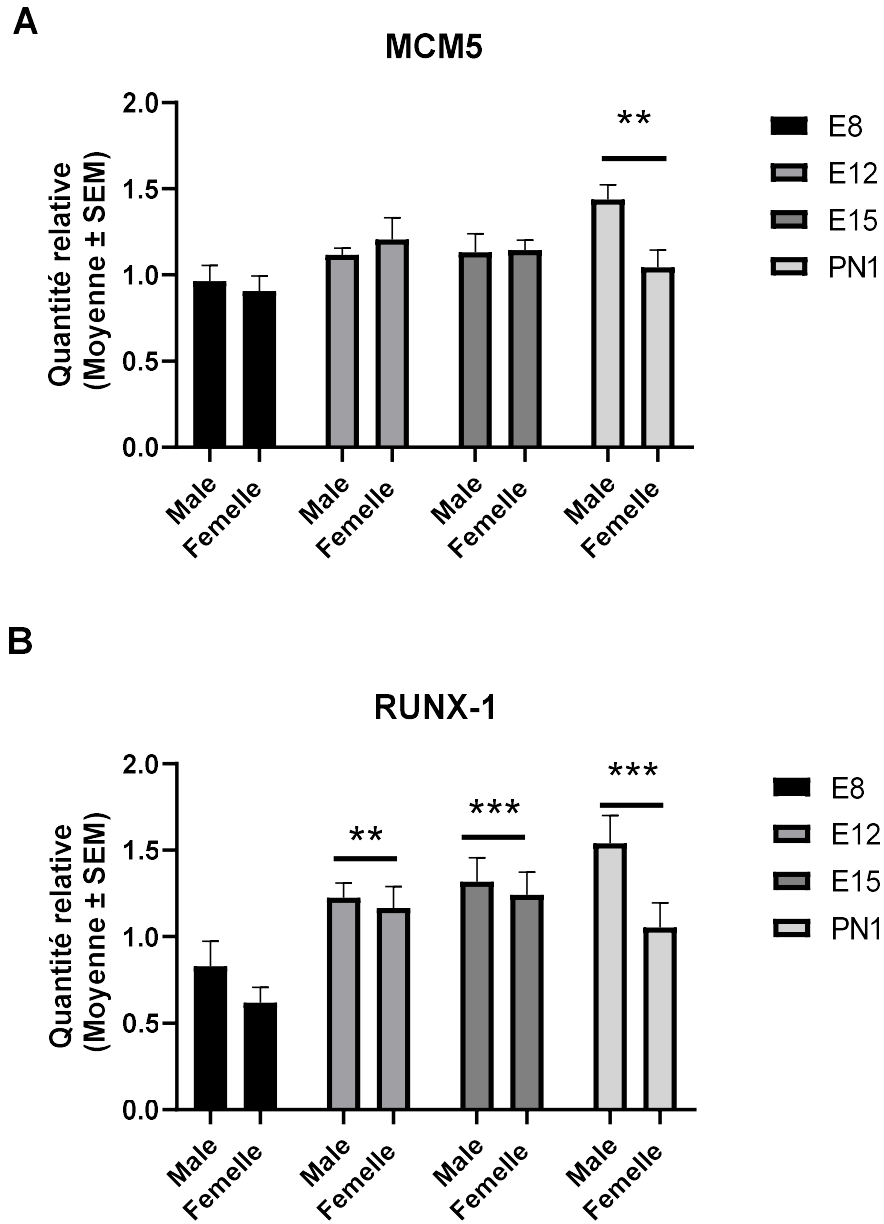 A
MCM5
Quantité relative
(Moyenne ± SEM)
2.0
1.5
1.0
0.5
0.0
**
Male
Femelle
Male
Femelle
Male
Femelle
Male
Femelle
E8
E12
E15
PN1
B
RUNX-1
Quantité relative
(Moyenne ± SEM)
2.0
1.5
1.0
0.5
0.0
**
***
***
Male
Femelle
Male
Femelle
Male
Femelle
Male
Femelle
E8
E12
E15
PN1